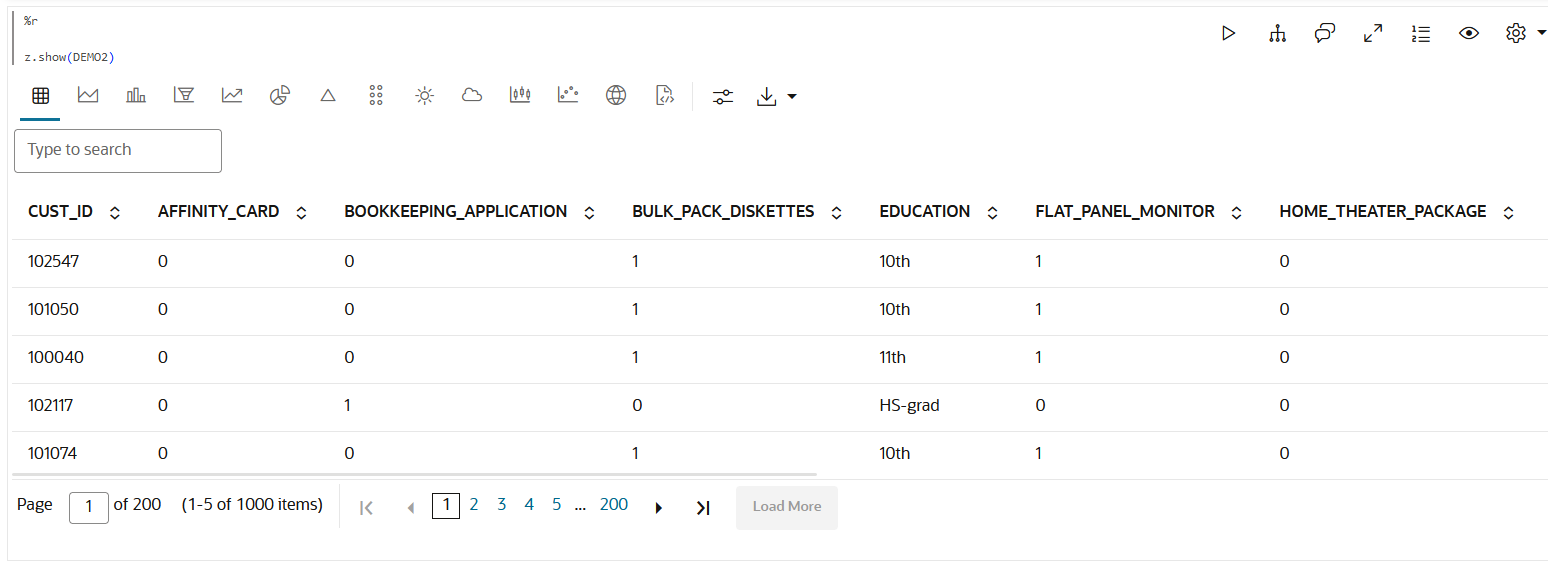 %r
z.show(DEMO2)
Type to search
CUST_ID AFFINITY_CARD BOOKKEEPING_APPLICATION BULK_PACK_DISKETTES EDUCATION FLAT_PANEL_MONITOR HOME_THEATER_PACKAGE
102547 0 0 1 10th 1 0
101050 0 0 1 10th 1 0
100040 0 0 1 11th 1 0
102117 0 1 0 HS-grad 0 0
101074 0 0 1 10th 1 0
Page 1 of 200 (1-5 of 1000 items) 1 2 3 4 5 ... 200 Load More